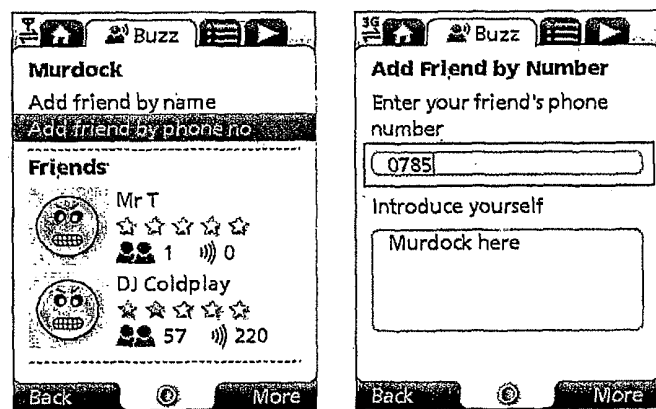 Buzz
Murdock
Add friend by name
Add friend by phone no
Friends
Mr T
1 0
DJ Coldplay
57 220
Back More
3G
Buzz
Add Friend by Number
Enter your friend's phone
number
0785
Introduce yourself
Murdock here
Back More